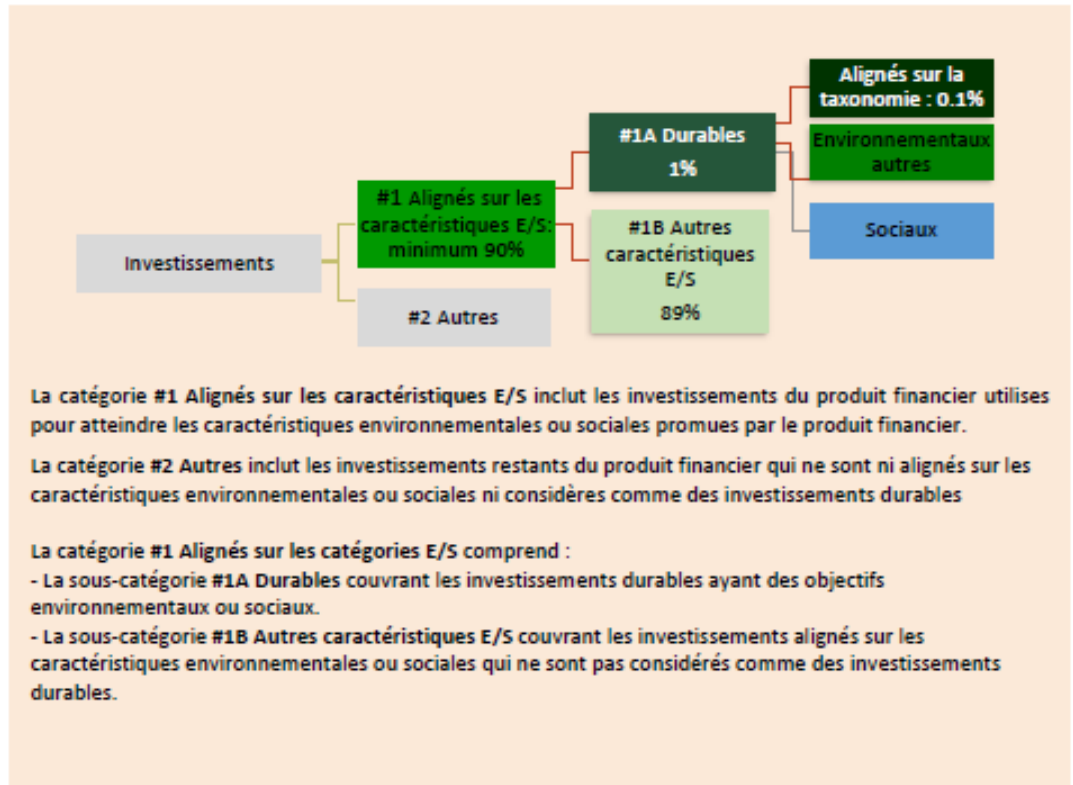 Alignés sur la
taxonomie : 0.1%
#1A Durables
1%
Environnementaux
autres
#1 Alignés sur les
caractéristiques E/S:
minimum 90%
#1B Autres
caractéristiques
E/S
89%
Sociaux
Investissements
#2 Autres
La catégorie #1 Alignés sur les caractéristiques E/S inclut les investissements du produit financier utilises
pour atteindre les caractéristiques environnementales ou sociales promues par le produit financier.
La catégorie #2 Autres inclut les investissements restants du produit financier qui ne sont ni alignés sur les
caractéristiques environnementales ou sociales ni considères comme des investissements durables
La catégorie #1 Alignés sur les catégories E/S comprend :
- La sous-catégorie #1A Durables couvrant les investissements durables ayant des objectifs
environnementaux ou sociaux.
- La sous-catégorie #1B Autres caractéristiques E/S couvrant les investissements alignés sur les
caractéristiques environnementales ou sociales qui ne sont pas considérés comme des investissements
durables.